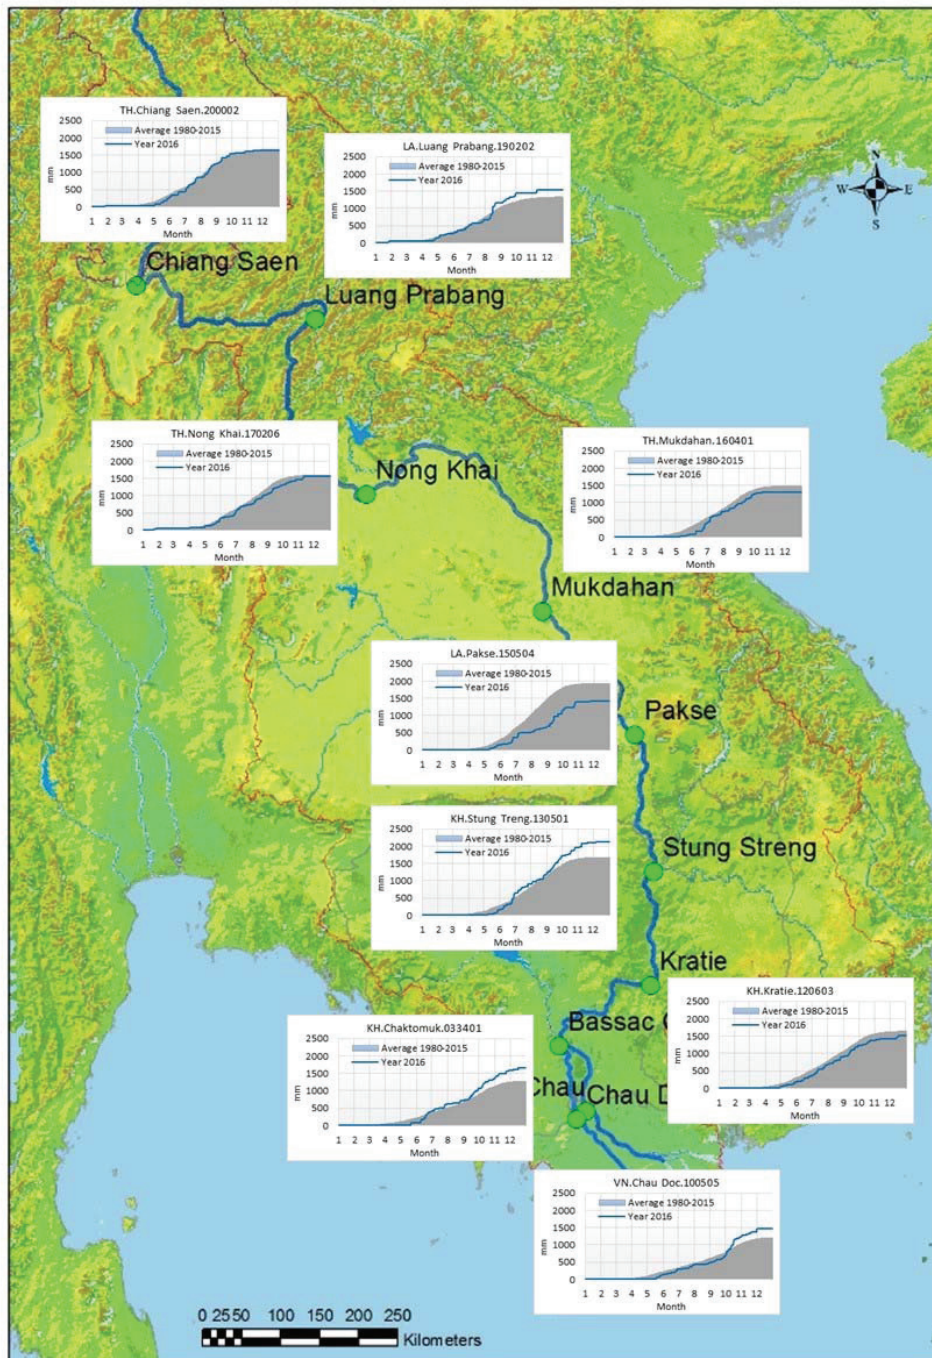 TH.Chiang Saen.200002
2500
2000
1500
1000
500
0
mm
Average 1980-2015
Year 2016
1 2 3 4 5 6 7 8 9 10 11 12
Month
LA.Luang Prabang.190202
2500
2000
1500
1000
500
0
mm
Average 1980-2015
Year 2016
1 2 3 4 5 6 7 8 9 10 11 12
Month
N
W E
S
Chiang Saen
Luang Prabang
TH.Nong Khai.170206
2500
2000
1500
1000
500
0
mm
Average 1980-2015
Year 2016
1 2 3 4 5 6 7 8 9 10 11 12
Month
Nong Khai
TH.Mukdahan.160401
2500
2000
1500
1000
500
0
mm
Average 1980-2015
Year 2016
1 2 3 4 5 6 7 8 9 10 11 12
Month
Mukdahan
LA.Pakse.150504
2500
2000
1500
1000
500
0
mm
Average 1980-2015
Year 2016
1 2 3 4 5 6 7 8 9 10 11 12
Month
Pakse
KH.Stung Treng.130501
2500
2000
1500
1000
500
0
mm
Average 1980-2015
Year 2016
1 2 3 4 5 6 7 8 9 10 11 12
Month
Stung Streng
Kratie
KH.Kratie.120603
2500
2000
1500
1000
500
0
mm
Average 1980-2015
Year 2016
1 2 3 4 5 6 7 8 9 10 11 12
Month
Bassac
KH.Chaktomuk.033401
2500
2000
1500
1000
500
0
mm
Average 1980-2015
Year 2016
1 2 3 4 5 6 7 8 9 10 11 12
Month
Chau
Chau D
VN.Chau Doc.100505
2500
2000
1500
1000
500
0
mm
Average 1980-2015
Year 2016
1 2 3 4 5 6 7 8 9 10 11 12
Month
0 25 50 100 150 200 250
Kilometers